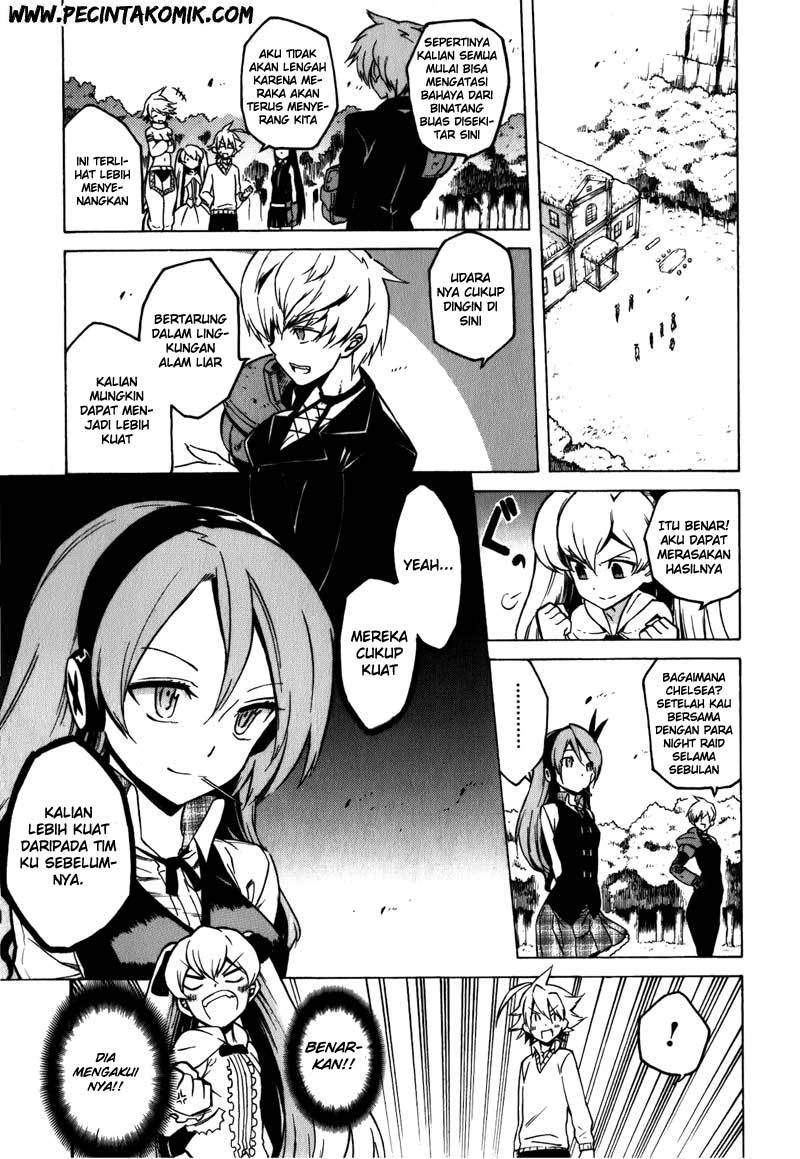 WWW.PECINTAKOMIK.COM
SEPERTINYA
KALIAN SEMUA
MULAI BISA
MENGATASI
BAHAYA DARI
BINATANG
BUAS DISEKI-
TAR SINI
AKU TIDAK
AKAN LENGAH
KARENA ME-
RAKA AKAN
TERUS MENYE-
RANG KITA
INI TERLI-
HAT LEBIH
MENYE-
NANGKAN
UDARA
NYA CUKUP
DINGIN DI
SINI
BERTARUNG
DALAM LING-
KUNGAN
ALAM LIAR
KALIAN
MUNGKIN
DAPAT MEN-
JADI LEBIH
KUAT
ITU BENAR!
AKU DAPAT
MERASAKAN
HASILNYA
BAGAIMANA
CHELSEA?
SETELAH KAU
BERSAMA
DENGAN PARA
NIGHT RAID
SELAMA
SEBULAN
.........
YEAH...
MEREKA
CUKUP
KUAT
KALIAN
LEBIH KUAT
DARIPADA TIM
KU SEBELUM-
NYA.
!
BENAR-
KAN!!
DIA
MENGAKUI
NYA!!